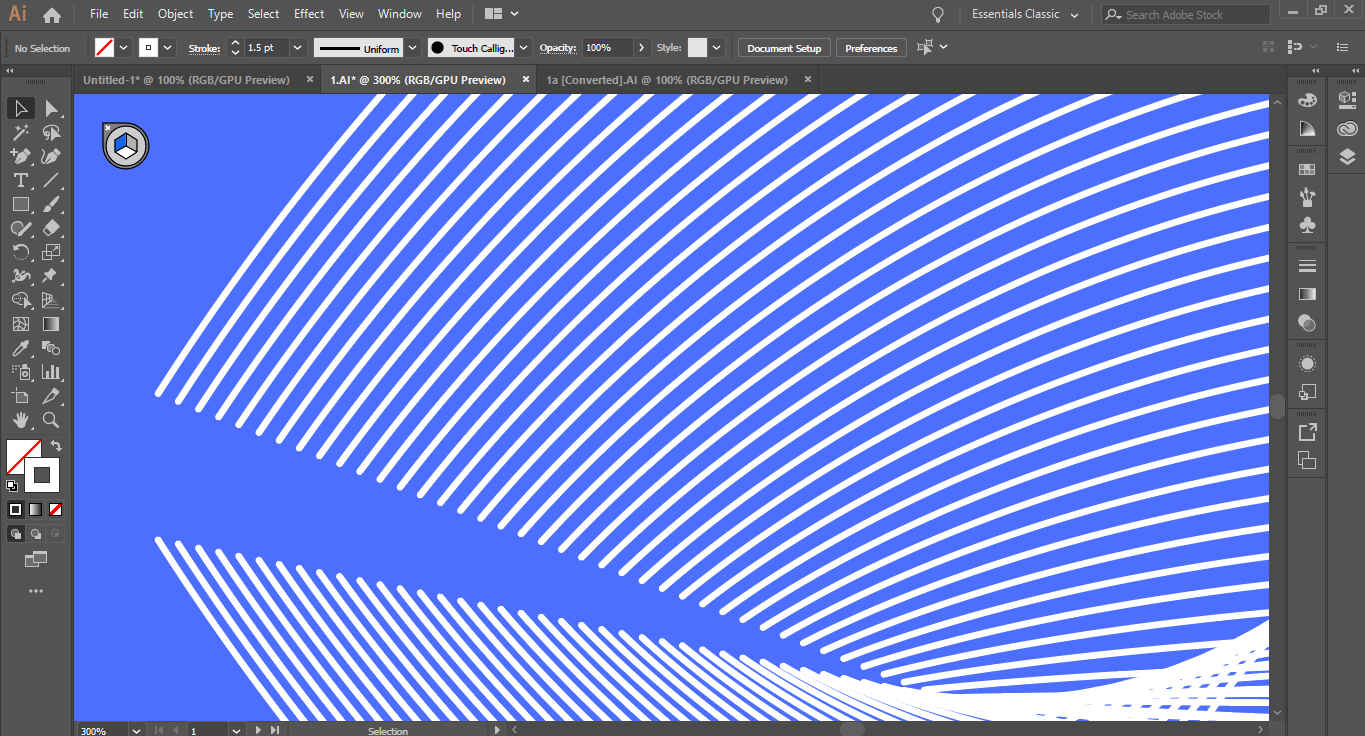 Ai File Edit Object Type Select Effect View Window Help Essentials Classic Search Adobe Stock
No Selection Stroke: 1.5 pt Uniform Touch Callig... Opacity: 100% Style: Document Setup Preferences
Untitled-1* @ 100% (RGB/GPU Preview) × 1.AI* @ 300% (RGB/GPU Preview) × 1a [Converted].AI @ 100% (RGB/GPU Preview) ×
300% 1 Selection